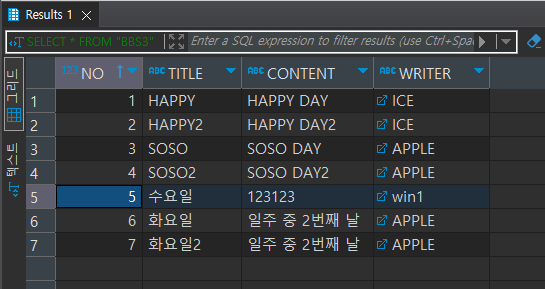 Results 1
SELECT * FROM "BBS3"
Enter a SQL expression to filter results (use Ctrl+Spa
그리드
텍스트
123 NO ABC TITLE ABC CONTENT ABC WRITER
1 1 HAPPY HAPPY DAY ICE
2 2 HAPPY2 HAPPY DAY2 ICE
3 3 SOSO SOSO DAY APPLE
4 4 SOSO2 SOSO DAY2 APPLE
5 5 수요일 123123 win1
6 6 화요일 일주 중 2번째 날 APPLE
7 7 화요일2 일주 중 2번째 날 APPLE